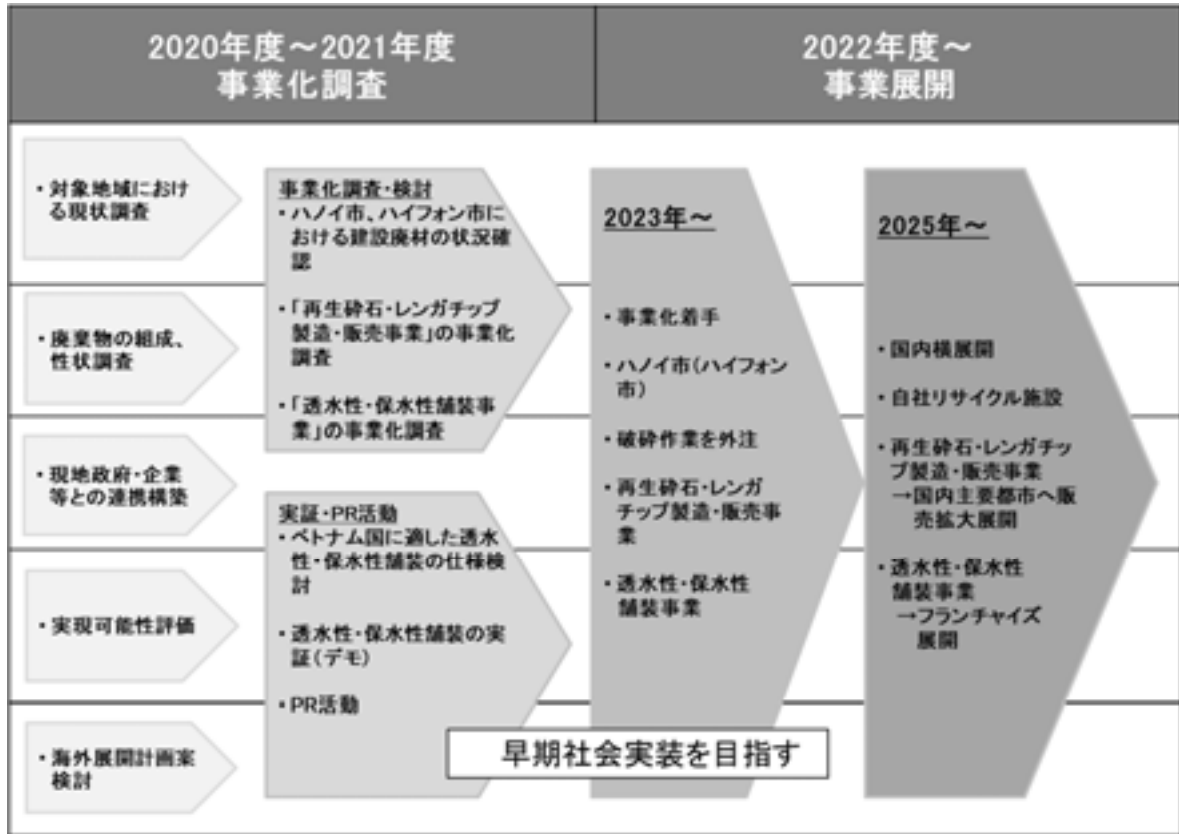 2020年度～2021年度
事業化調査
2022年度～
事業展開
・対象地域におけ
る現状調査
・廃棄物の組成、
性状調査
・現地政府・企業
等との連携構築
・実現可能性評価
・海外展開計画案
検討
事業化調査・検討
・ハノイ市、ハイフォン市に
おける建設廃材の状況確
認
・「再生砕石・レンガチップ
製造・販売事業」の事業化
調査
・「透水性・保水性舗装事
業」の事業化調査
実証・PR活動
・ベトナム国に適した透水
性・保水性舗装の仕様検
討
・透水性・保水性舗装の実
証（デモ）
・PR活動
2023年～
・事業化着手
・ハノイ市（ハイフォン
市）
・破砕作業を外注
・再生砕石・レンガ
チップ製造・販売事
業
・透水性・保水性
舗装事業
2025年～
・国内横展開
・自社リサイクル施設
・再生砕石・レンガチッ
プ製造・販売事業
→国内主要都市へ販
売拡大展開
・透水性・保水性
舗装事業
→フランチャイズ
展開
早期社会実装を目指す